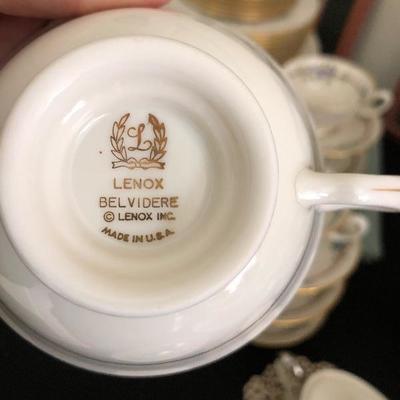 L
LENOX
BELVIDERE
© LENOX INC.
MADE IN U.S.A.